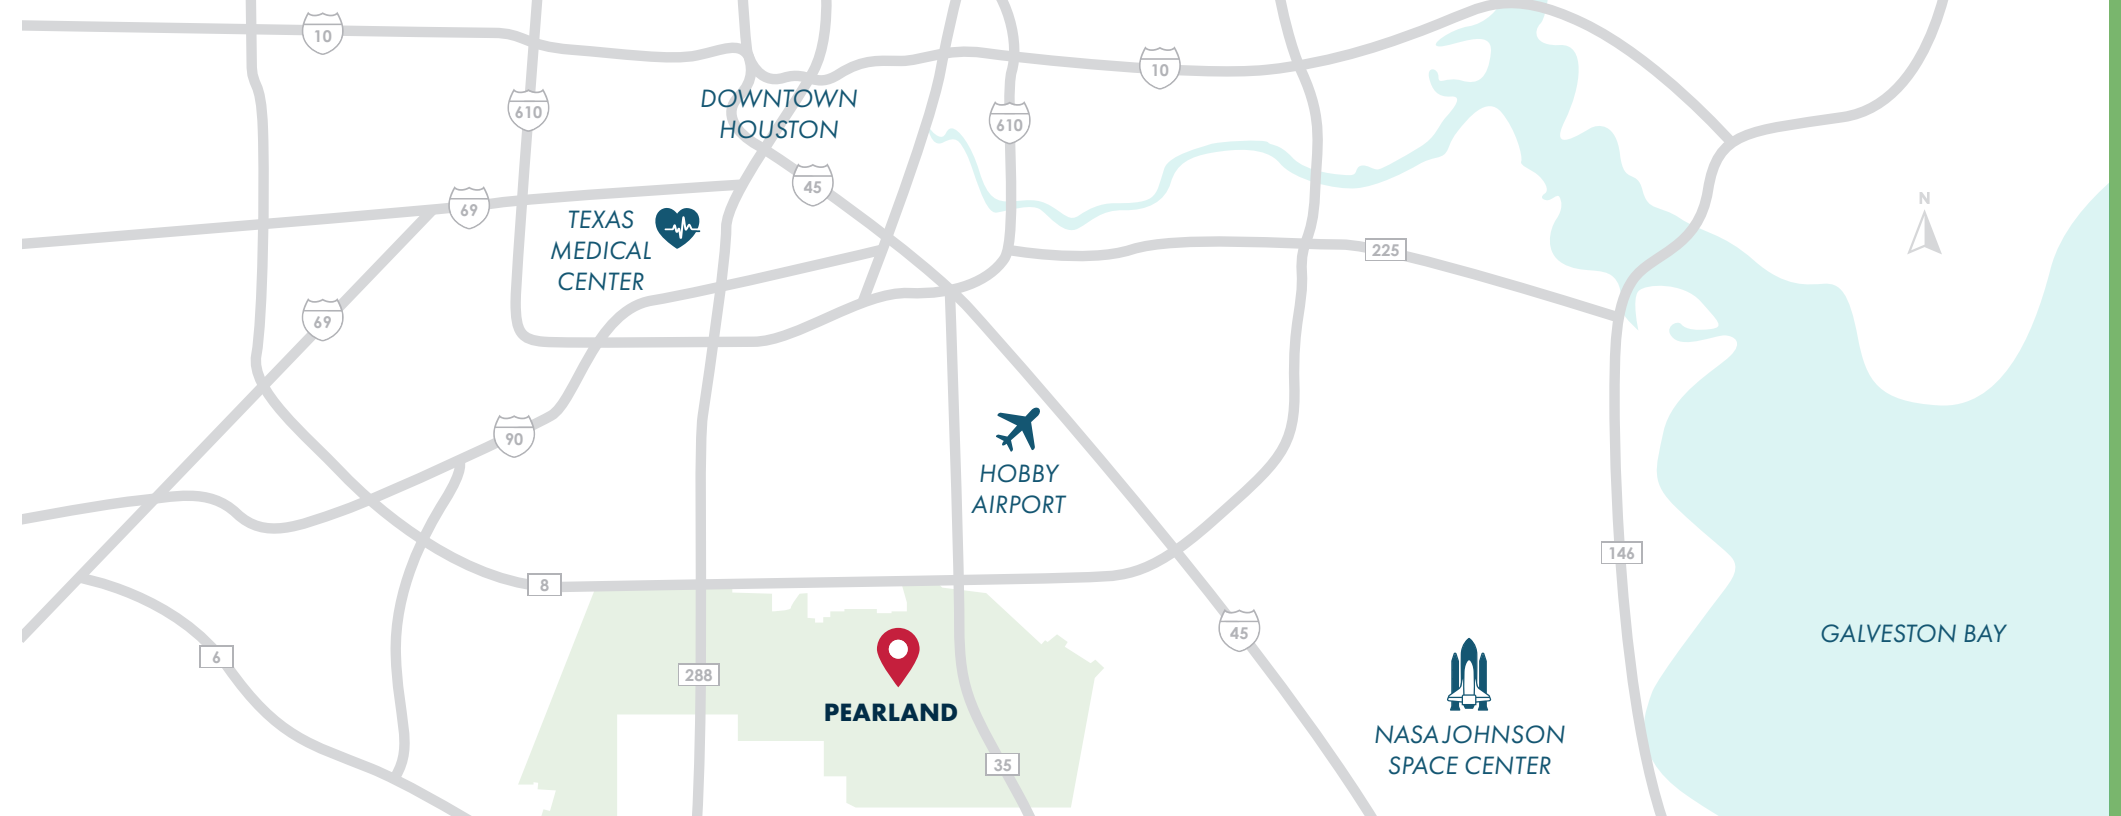 10
10
DOWNTOWN
HOUSTON
610
610
45
N
69
TEXAS
MEDICAL
CENTER
225
69
90
HOBBY
AIRPORT
146
8
45
GALVESTON BAY
6
288
PEARLAND
NASA JOHNSON
SPACE CENTER
35